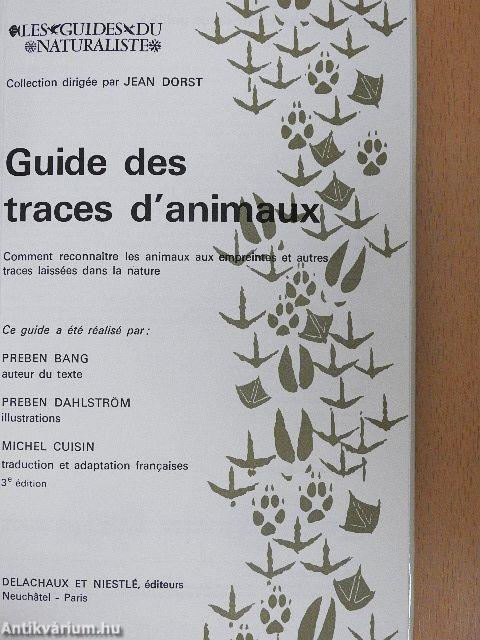 LES GUIDES DU
NATURALISTE
Collection dirigée par JEAN DORST
Guide des
traces d'animaux
Comment reconnaître les animaux aux empreintes et autres
traces laissées dans la nature
Ce guide a été réalisé par :
PREBEN BANG
auteur du texte
PREBEN DAHLSTRÖM
illustrations
MICHEL CUISIN
traduction et adaptation françaises
3e édition
DELACHAUX ET NIESTLÉ, éditeurs
Neuchâtel - Paris
Antikvárium.hu